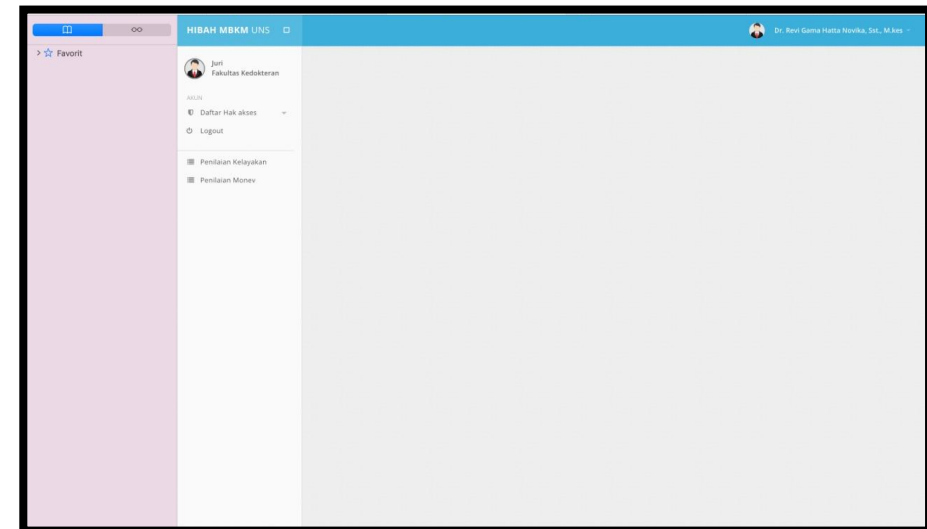 HIBAH MBKM UNS
Dr. Revi Gama Hatta Novika, Sst., M.kes
Favorit
Juri
Fakultas Kedokteran
AKUN
Daftar Hak akses
Logout
Penilaian Kelayakan
Penilaian Monev